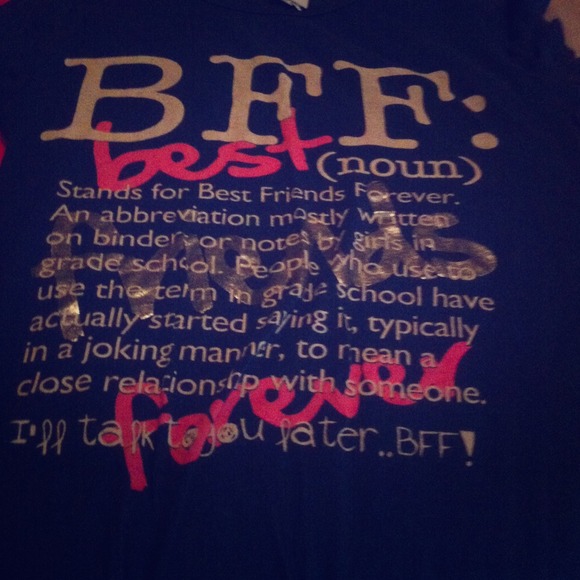 BFF:
best
(noun)
Stands for Best Friends Forever.
An abbreviation mostly written
on binders or notes by girls in
friends
grade school. People who use to
use the term in grade school have
actually started saying it, typically
in a joking manner, to mean a
close relationship with someone.
forever
I'll talk to you later..BFF!